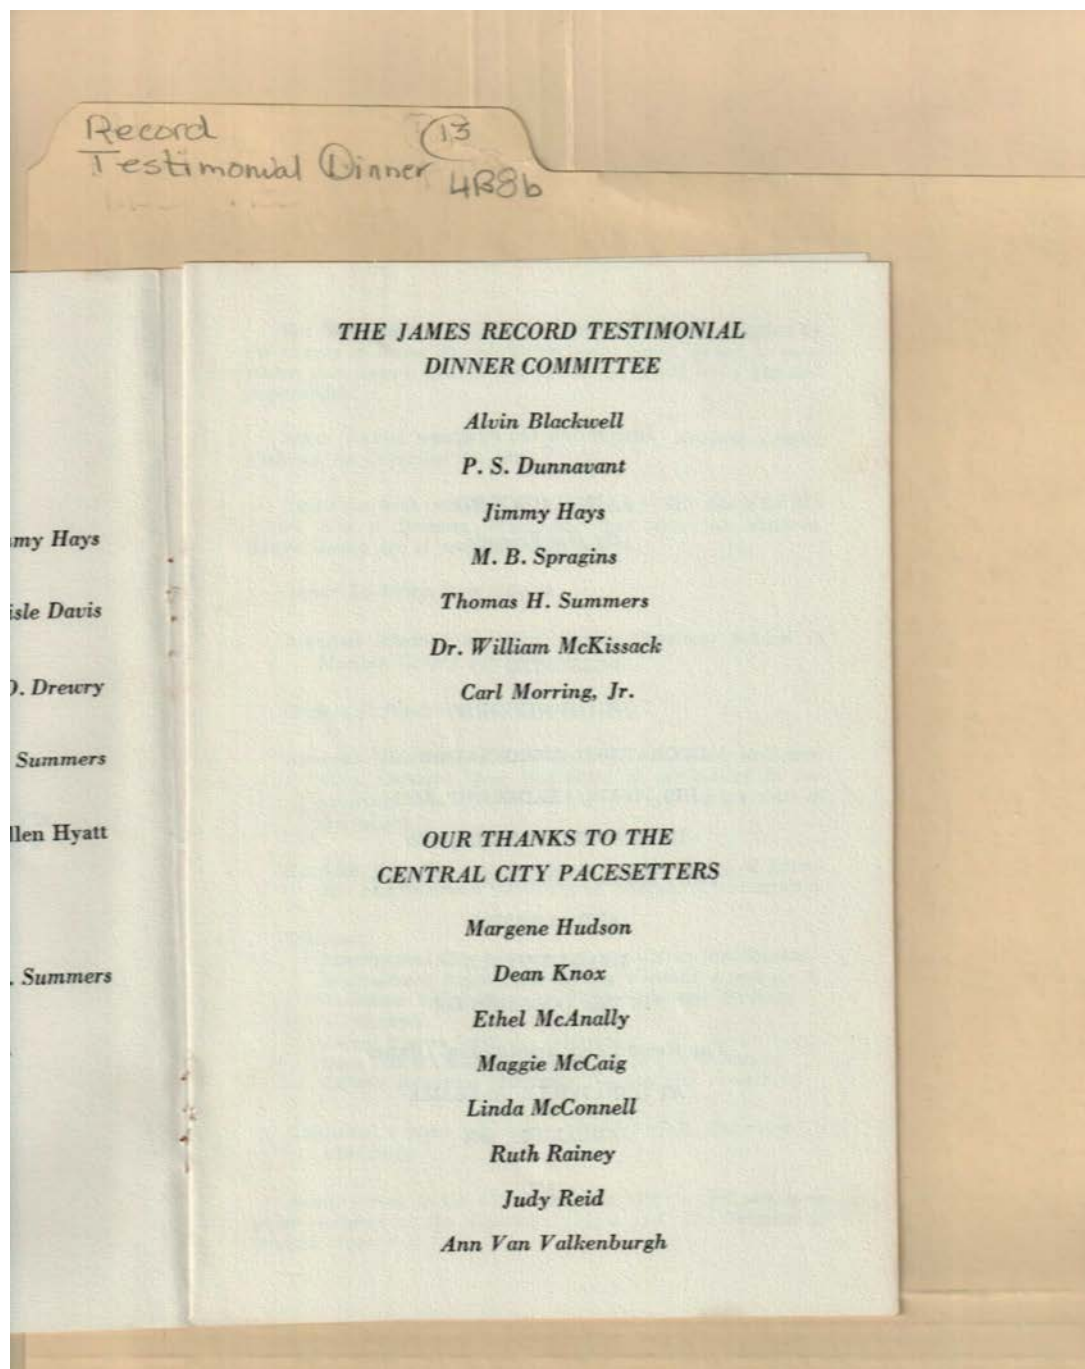 Record
Testimonial Dinner
13
4B8b
my Hays
isle Davis
. Drewry
Summers
llen Hyatt
. Summers
THE JAMES RECORD TESTIMONIAL
DINNER COMMITTEE
Alvin Blackwell
P. S. Dunnavant
Jimmy Hays
M. B. Spragins
Thomas H. Summers
Dr. William McKissack
Carl Morring, Jr.
OUR THANKS TO THE
CENTRAL CITY PACESETTERS
Margene Hudson
Dean Knox
Ethel McAnally
Maggie McCaig
Linda McConnell
Ruth Rainey
Judy Reid
Ann Van Valkenburgh